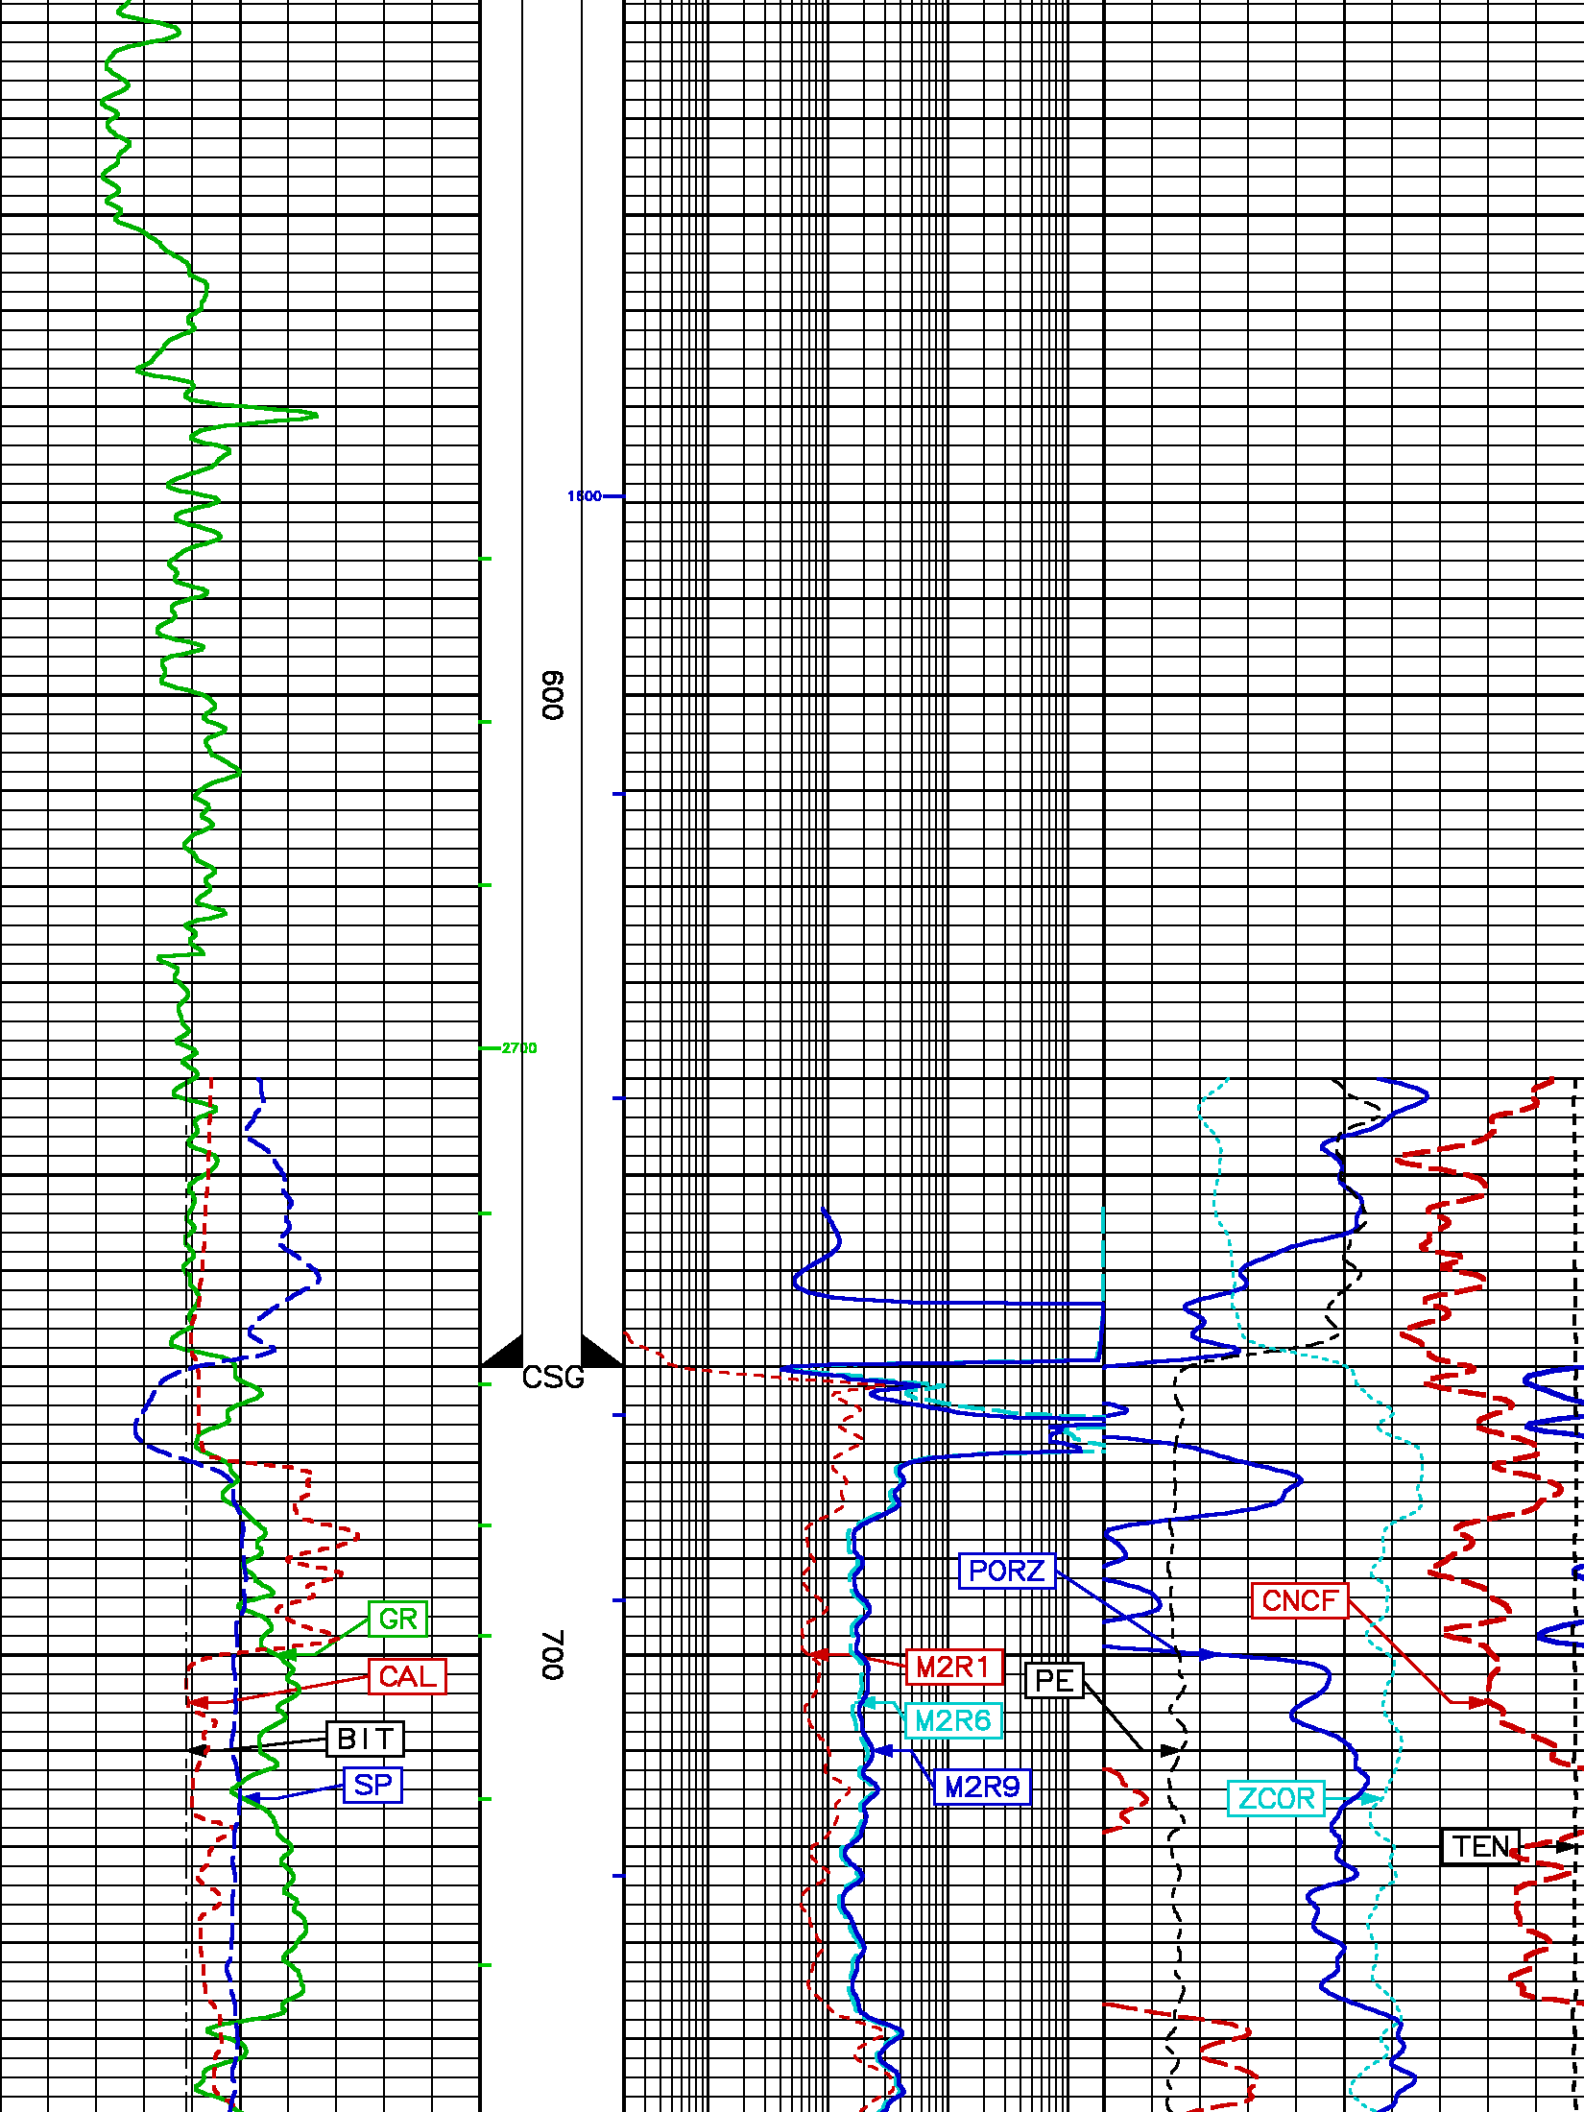 1500
600
2700
CSG
PORZ
CNCF
GR
700
M2R1
CAL
PE
M2R6
BIT
M2R9
SP
ZCOR
TEN